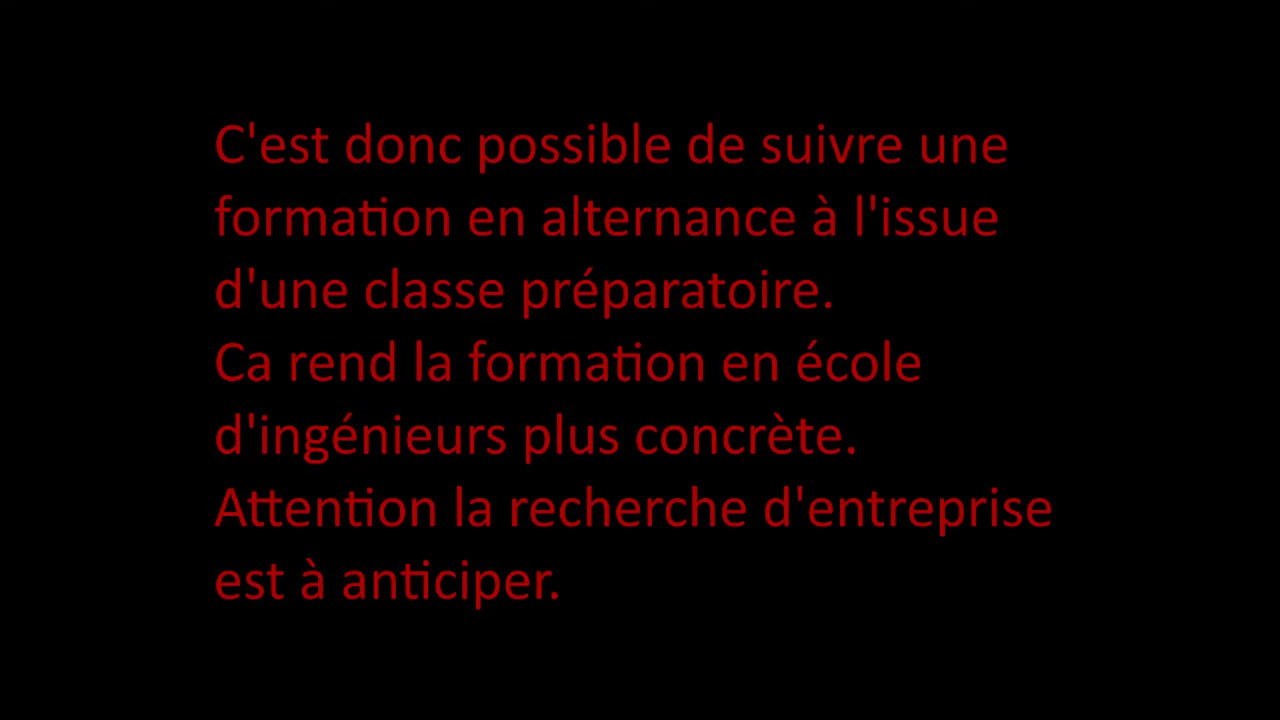 C'est donc possible de suivre une
formation en alternance à l'issue
d'une classe préparatoire.
Ca rend la formation en école
d'ingénieurs plus concrète.
Attention la recherche d'entreprise
est à anticiper.